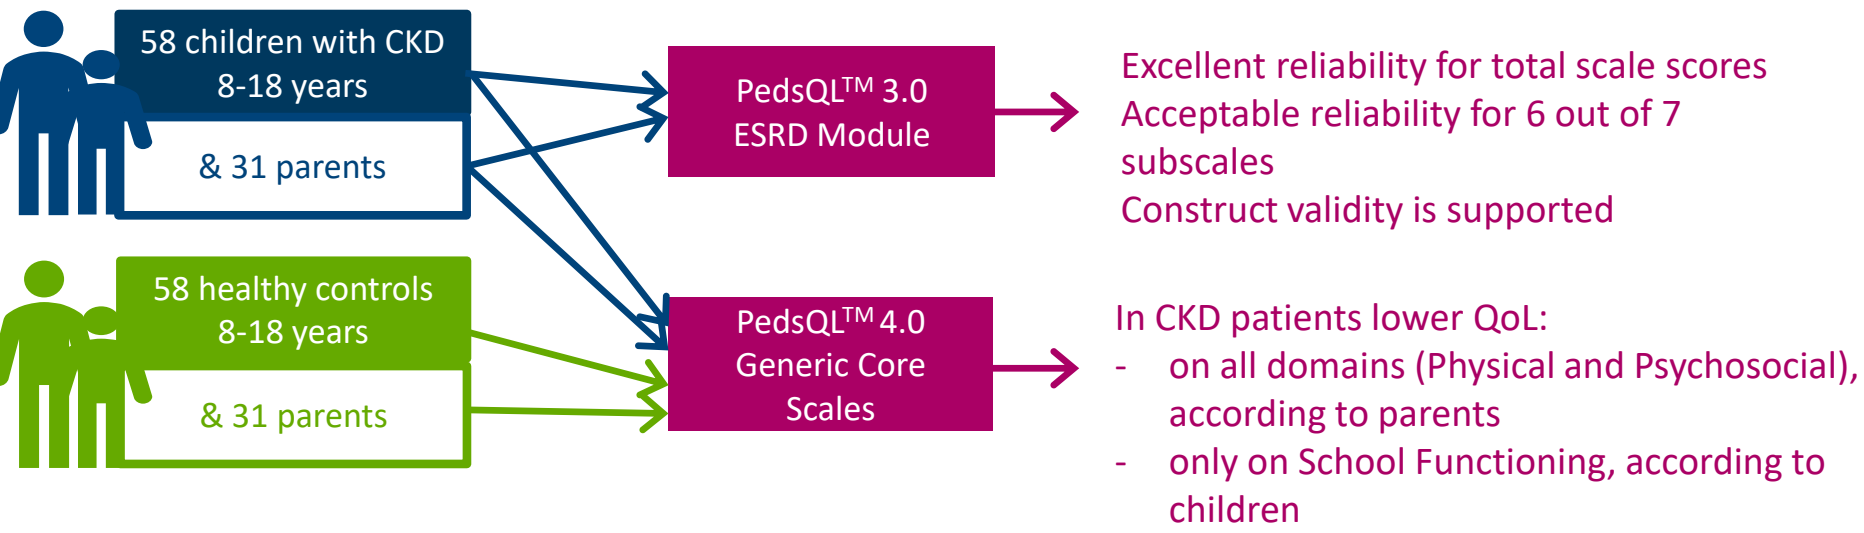 58 children with CKD
8-18 years
& 31 parents
58 healthy controls
8-18 years
& 31 parents
PedsQL™ 3.0
ESRD Module
PedsQL™ 4.0
Generic Core
Scales
Excellent reliability for total scale scores
Acceptable reliability for 6 out of 7
subscales
Construct validity is supported
In CKD patients lower QoL:
- on all domains (Physical and Psychosocial),
according to parents
- only on School Functioning, according to
children